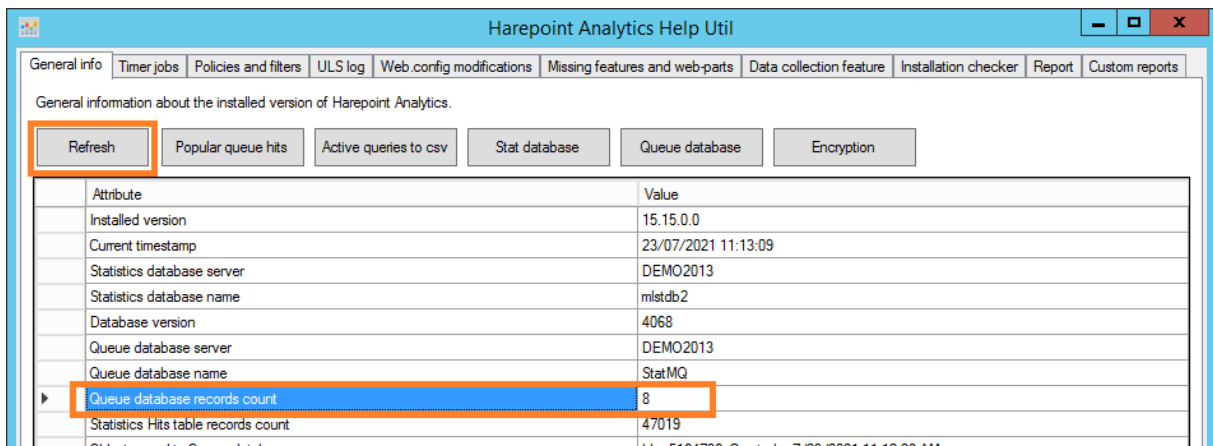 Harepoint Analytics Help Util
General info Timer jobs Policies and filters ULS log Web.config modifications Missing features and web-parts Data collection feature Installation checker Report Custom reports
General information about the installed version of Harepoint Analytics.
Refresh Popular queue hits Active queries to csv Stat database Queue database Encryption
Attribute Value
Installed version 15.15.0.0
Current timestamp 23/07/2021 11:13:09
Statistics database server DEMO2013
Statistics database name mlstdb2
Database version 4068
Queue database server DEMO2013
Queue database name StatMQ
Queue database records count 8
Statistics Hits table records count 47019